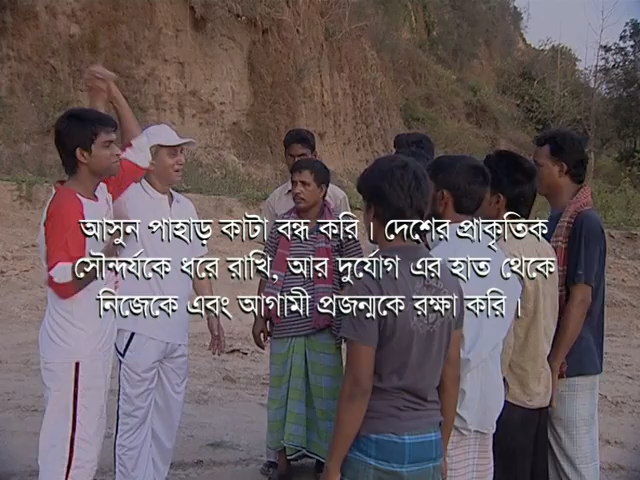 আসুন পাহাড় কাটা বন্ধ করি। দেশের প্রাকৃতিক
সৌন্দর্যকে ধরে রাখি, আর দুর্যোগ এর হাত থেকে
নিজেকে এবং আগামী প্রজন্মকে রক্ষা করি।